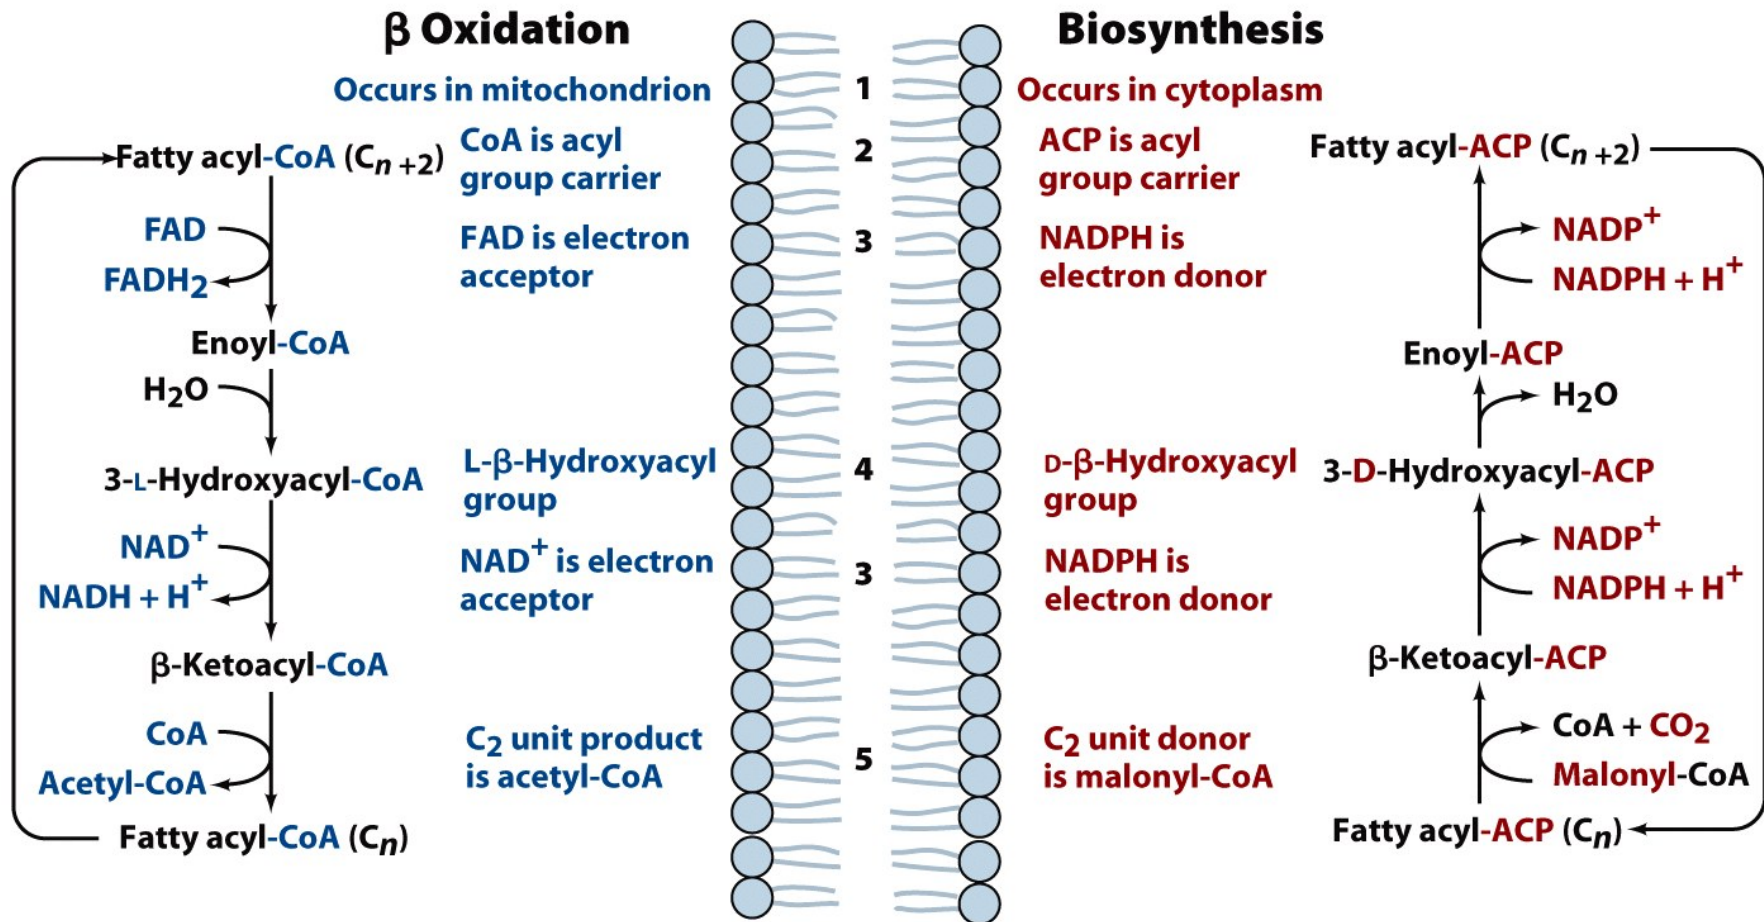 β Oxidation
Occurs in mitochondrion
Fatty acyl-CoA (Cn+2)
CoA is acyl
group carrier
FAD
FADH2
FAD is electron
acceptor
Enoyl-CoA
H2O
3-L-Hydroxyacyl-CoA
L-β-Hydroxyacyl
group
NAD+
NADH + H+
NAD+ is electron
acceptor
β-Ketoacyl-CoA
CoA
Acetyl-CoA
C2 unit product
is acetyl-CoA
Fatty acyl-CoA (Cn)
1
2
3
4
3
5
Biosynthesis
Occurs in cytoplasm
ACP is acyl
group carrier
Fatty acyl-ACP (Cn+2)
NADPH is
electron donor
NADP+
NADPH + H+
Enoyl-ACP
H2O
D-β-Hydroxyacyl
group
3-D-Hydroxyacyl-ACP
NADPH is
electron donor
NADP+
NADPH + H+
β-Ketoacyl-ACP
C2 unit donor
is malonyl-CoA
CoA + CO2
Malonyl-CoA
Fatty acyl-ACP (Cn)